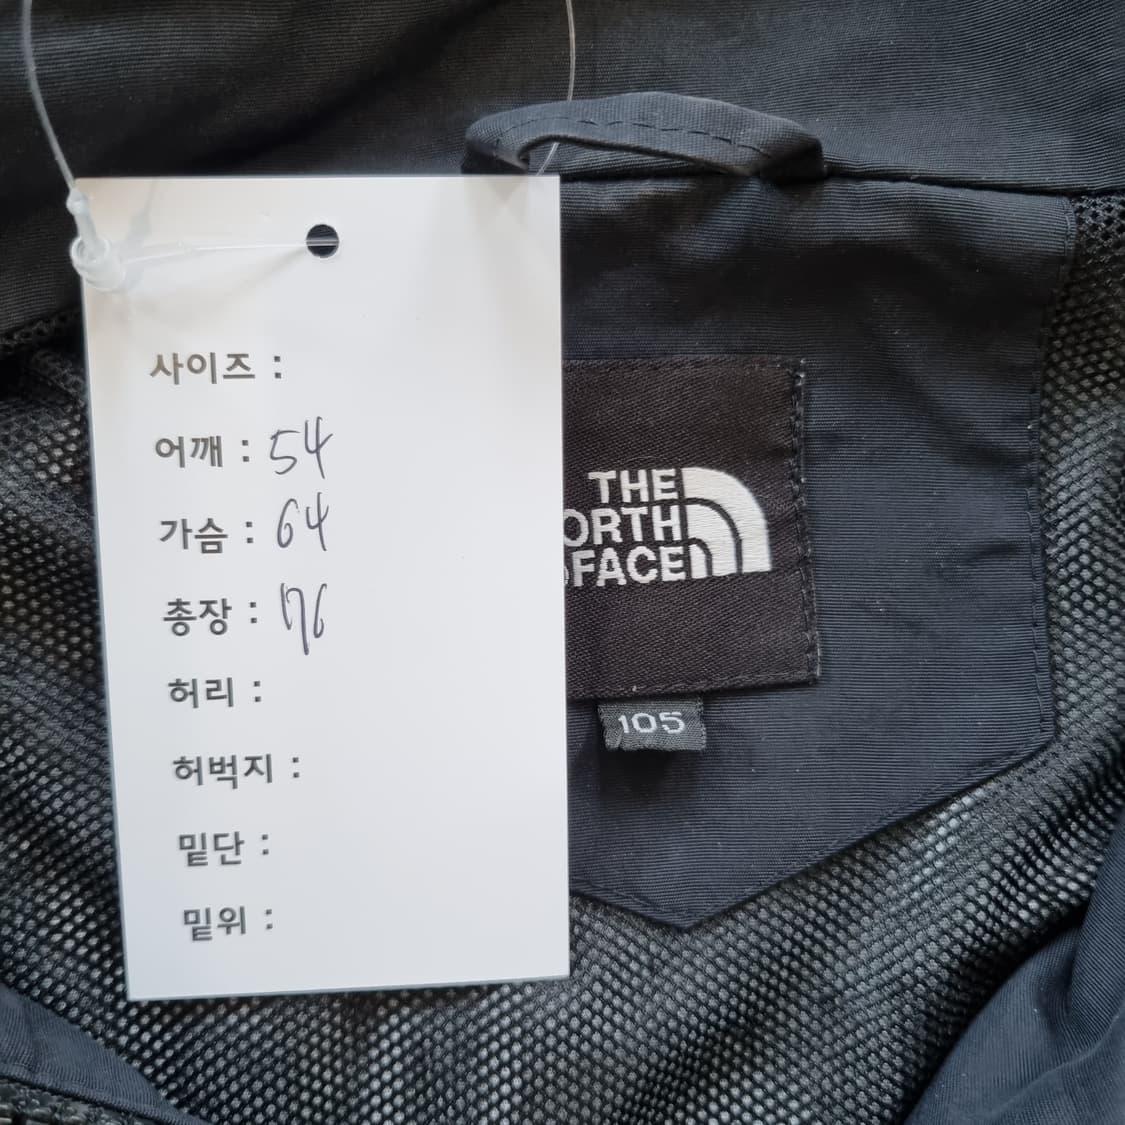 사이즈 :
어깨 : 54
가슴 : 64
총장 : 76
허리 :
허벅지 :
밑단 :
밑위 :
THE
ORTH
FACE
105